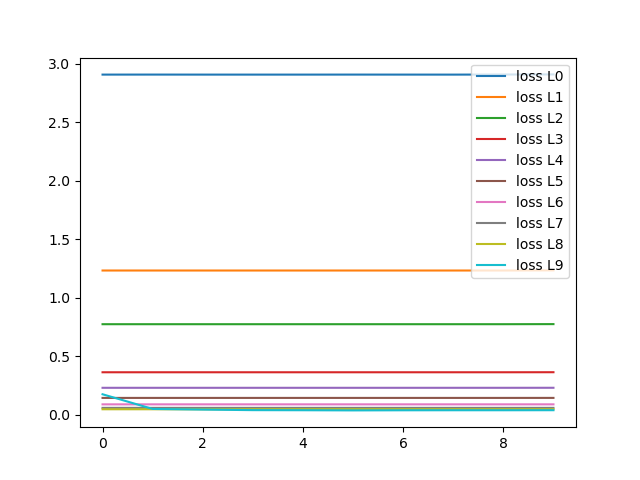 3.0
2.5
2.0
1.5
1.0
0.5
0.0
0 2 4 6 8
loss L0
loss L1
loss L2
loss L3
loss L4
loss L5
loss L6
loss L7
loss L8
loss L9